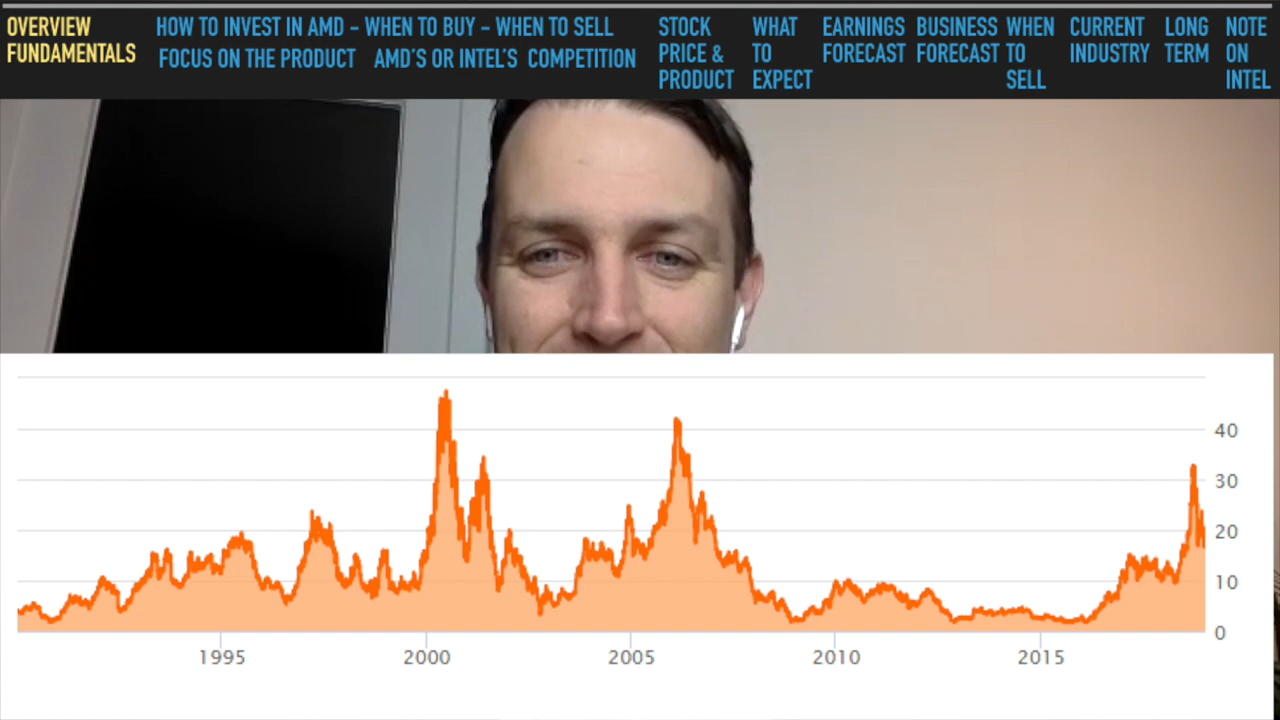 OVERVIEW
FUNDAMENTALS
HOW TO INVEST IN AMD - WHEN TO BUY - WHEN TO SELL
FOCUS ON THE PRODUCT AMD'S OR INTEL'S COMPETITION
STOCK
PRICE &
PRODUCT
WHAT
TO
EXPECT
EARNINGS
FORECAST
BUSINESS
FORECAST
WHEN
TO
SELL
CURRENT
INDUSTRY
LONG
TERM
NOTE
ON
INTEL
40
30
20
10
0
1995 2000 2005 2010 2015